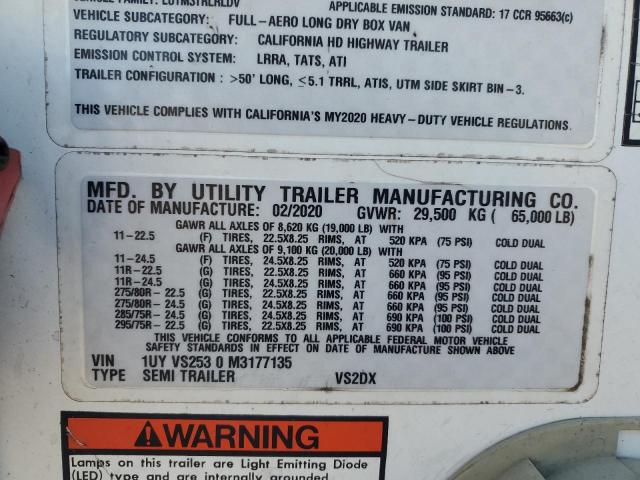 VEHICLE FAMILY: LUTMSTRLRLDV APPLICABLE EMISSION STANDARD: 17 CCR 95663(c)
VEHICLE SUBCATEGORY: FULL-AERO LONG DRY BOX VAN
REGULATORY SUBCATEGORY: CALIFORNIA HD HIGHWAY TRAILER
EMISSION CONTROL SYSTEM: LRRA, TATS, ATI
TRAILER CONFIGURATION : >50' LONG, ≤5.1 TRRL, ATIS, UTM SIDE SKIRT BIN-3.
THIS VEHICLE COMPLIES WITH CALIFORNIA'S MY2020 HEAVY-DUTY VEHICLE REGULATIONS.
MFD. BY UTILITY TRAILER MANUFACTURING CO.
DATE OF MANUFACTURE: 02/2020 GVWR: 29,500 KG ( 65,000 LB)
GAWR ALL AXLES OF 8,620 KG (19,000 LB) WITH
11-22.5 (F) TIRES, 22.5X8.25 RIMS, AT 520 KPA (75 PSI) COLD DUAL
GAWR ALL AXLES OF 9,100 KG (20,000 LB) WITH
11-24.5 (F) TIRES, 24.5X8.25 RIMS, AT 520 KPA (75 PSI) COLD DUAL
11R-22.5 (G) TIRES, 22.5X8.25 RIMS, AT 660 KPA (95 PSI) COLD DUAL
11R-24.5 (G) TIRES, 24.5X8.25 RIMS, AT 660 KPA (95 PSI) COLD DUAL
275/80R- 22.5 (G) TIRES, 22.5X8.25 RIMS, AT 660 KPA (95 PSI) COLD DUAL
275/80R- 24.5 (G) TIRES, 24.5X8.25 RIMS, AT 660 KPA (95 PSI) COLD DUAL
285/75R- 24.5 (G) TIRES, 24.5X8.25 RIMS, AT 690 KPA (100 PSI) COLD DUAL
295/75R- 22.5 (G) TIRES, 22.5X8.25 RIMS, AT 690 KPA (100 PSI) COLD DUAL
THIS VEHICLE CONFORMS TO ALL APPLICABLE FEDERAL MOTOR VEHICLE
SAFETY STANDARDS IN EFFECT ON DATE OF MANUFACTURE SHOWN ABOVE
VIN 1UY VS253 0 M3177135
TYPE SEMI TRAILER VS2DX
WARNING
Lamps on this trailer are Light Emitting Diode
(LED) type and are internally grounded